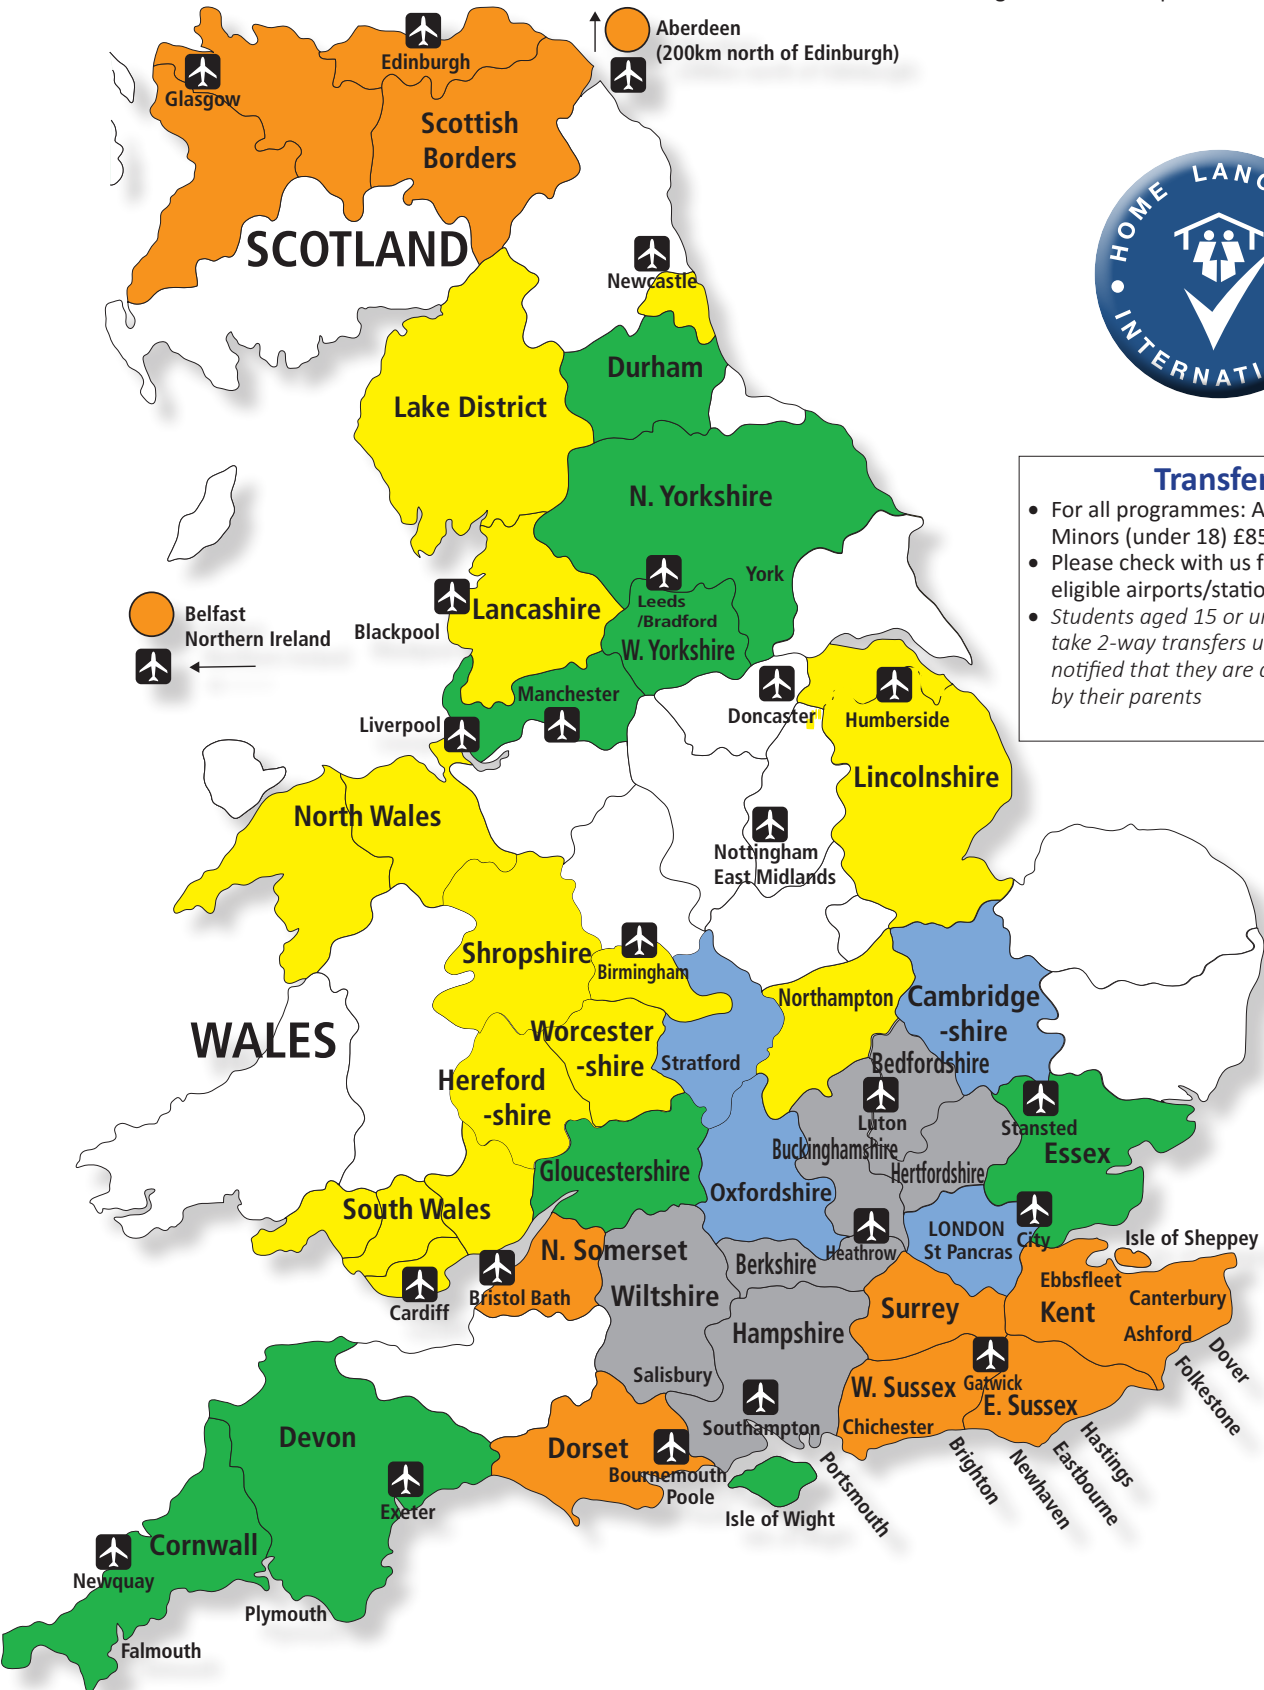 Aberdeen
(200km north of Edinburgh)
Edinburgh
Glasgow
Scottish
Borders
SCOTLAND
HOME LANG
INTERNATI
Newcastle
Durham
Lake District
N. Yorkshire
Transfer
• For all programmes: A
Minors (under 18) £85
• Please check with us f
eligible airports/statio
• Students aged 15 or u
take 2-way transfers u
notified that they are a
by their parents
York
Leeds
/Bradford
Lancashire
Blackpool
W. Yorkshire
Belfast
Northern Ireland
Manchester
Liverpool
Doncaster
Humberside
Lincolnshire
North Wales
Nottingham
East Midlands
Shropshire
Birmingham
Northampton
Cambridge
-shire
WALES
Worcester
-shire
Stratford
Bedfordshire
Hereford
-shire
Luton
Stansted
Essex
Buckinghamshire
Hertfordshire
Gloucestershire
Oxfordshire
South Wales
LONDON
St Pancras
City
Isle of Sheppey
N. Somerset
Berkshire
Heathrow
Ebbsfleet
Canterbury
Kent
Ashford
Bristol Bath
Cardiff
Wiltshire
Surrey
Hampshire
Dover
Folkestone
Salisbury
W. Sussex
Gatwick
E. Sussex
Chichester
Southampton
Hastings
Eastbourne
Newhaven
Brighton
Portsmouth
Devon
Dorset
Bournemouth
Poole
Isle of Wight
Exeter
Cornwall
Newquay
Plymouth
Falmouth